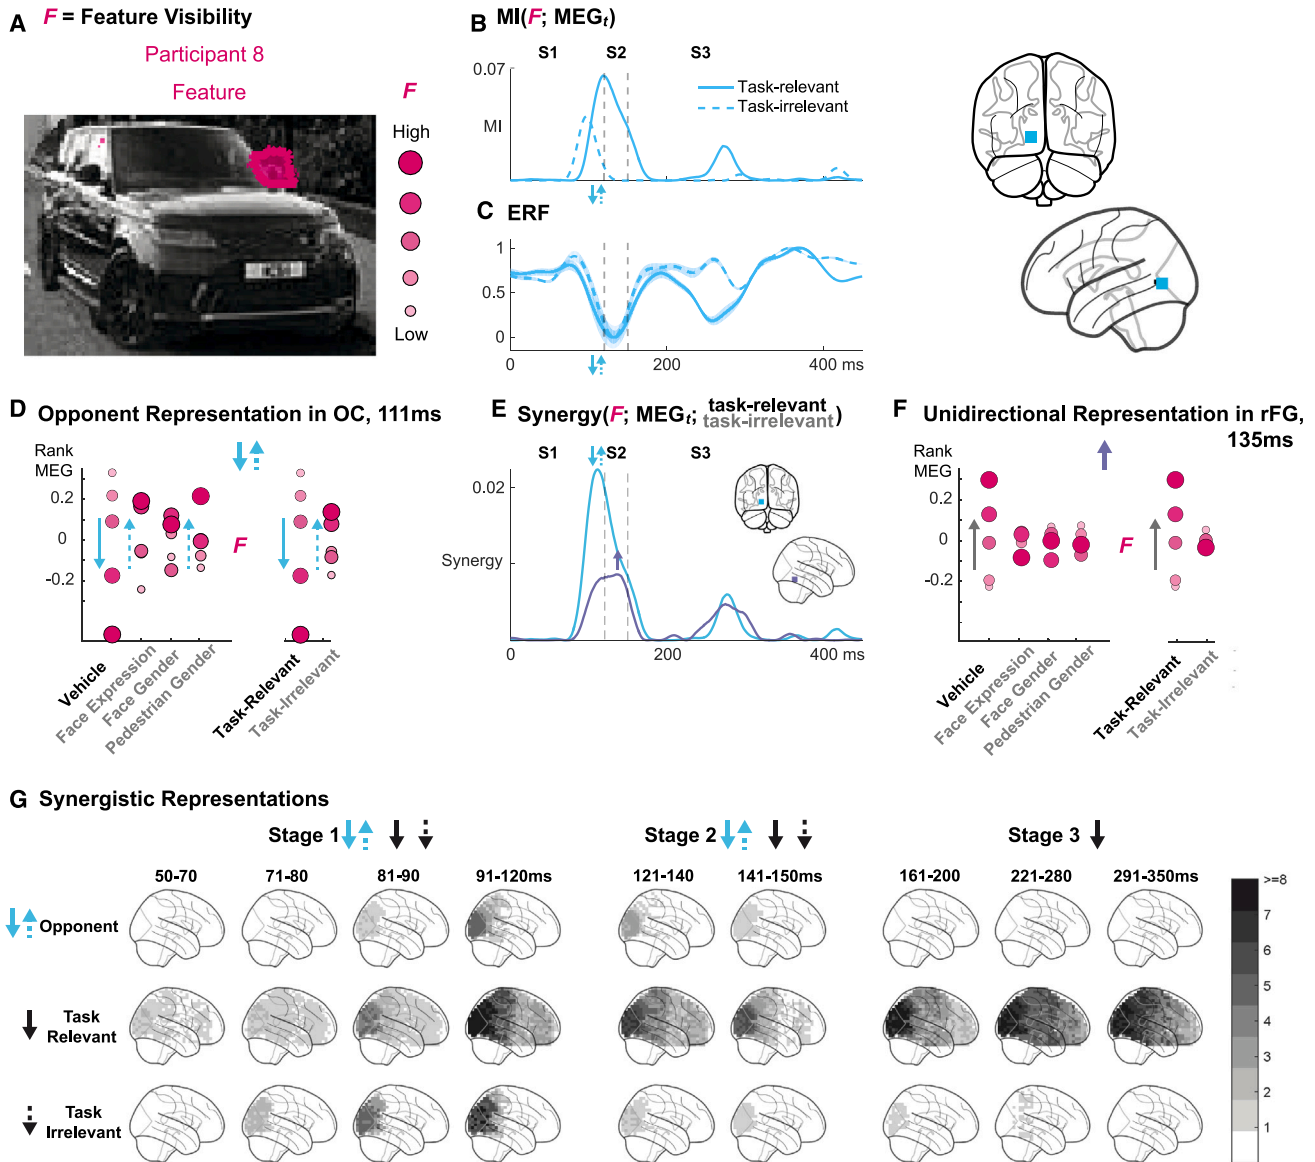 A
F = Feature Visibility
Participant 8
Feature
F
High
Low
B MI(F; MEGt)
S1 S2 S3
0.07
MI
Task-relevant
Task-irrelevant
C ERF
1
0.5
0
0 200 400 ms
D Opponent Representation in OC, 111ms
Rank
MEG
0.2
0
-0.2
F
Vehicle
Face Expression
Face Gender
Pedestrian Gender
Task-Relevant
Task-Irrelevant
E Synergy(F; MEGt; task-relevant
task-irrelevant)
S1 S2 S3
0.02
Synergy
0 200 400 ms
F Unidirectional Representation in rFG,
135ms
Rank
MEG
0.2
0
-0.2
F
Vehicle
Face Expression
Face Gender
Pedestrian Gender
Task-Relevant
Task-Irrelevant
G Synergistic Representations
Stage 1 Stage 2 Stage 3
50-70 71-80 81-90 91-120ms 121-140 141-150ms 161-200 221-280 291-350ms
Opponent
Task
Relevant
Task
Irrelevant
>=8
7
6
5
4
3
2
1